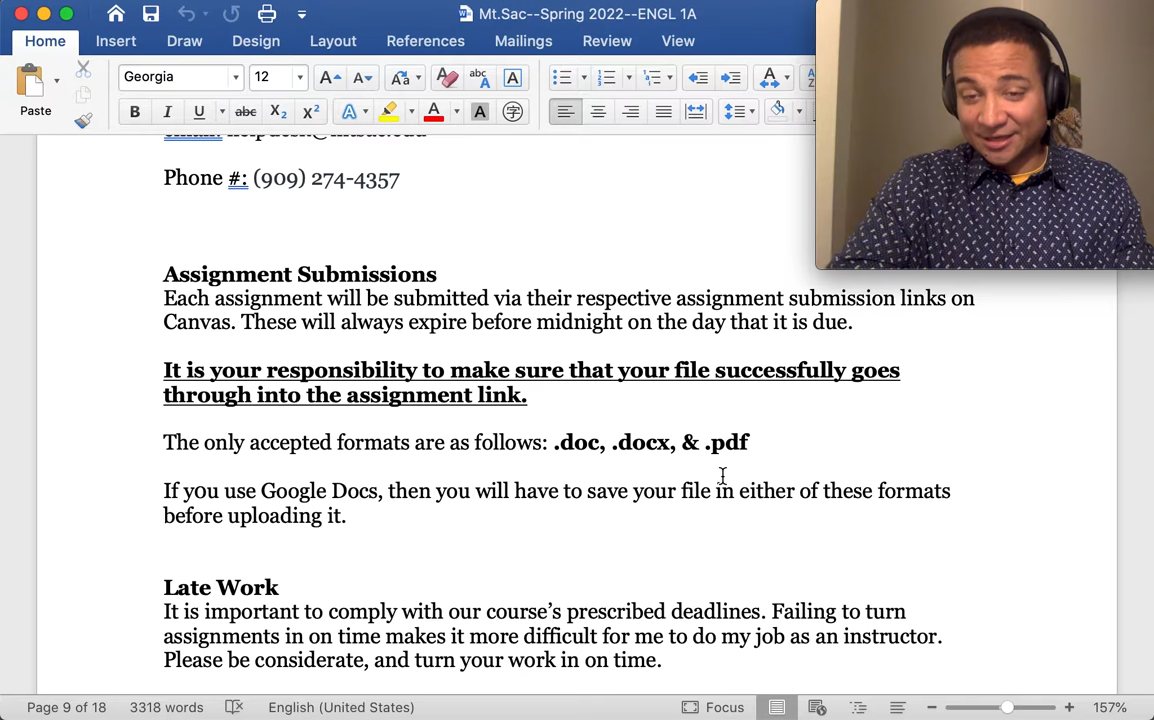 Mt.Sac--Spring 2022--ENGL 1A
Home Insert Draw Design Layout References Mailings Review View
Paste
Georgia 12
Phone #: (909) 274-4357
Assignment Submissions
Each assignment will be submitted via their respective assignment submission links on
Canvas. These will always expire before midnight on the day that it is due.
It is your responsibility to make sure that your file successfully goes
through into the assignment link.
The only accepted formats are as follows: .doc, .docx, & .pdf
If you use Google Docs, then you will have to save your file in either of these formats
before uploading it.
Late Work
It is important to comply with our course’s prescribed deadlines. Failing to turn
assignments in on time makes it more difficult for me to do my job as an instructor.
Please be considerate, and turn your work in on time.
Page 9 of 18 3318 words English (United States) Focus 157%